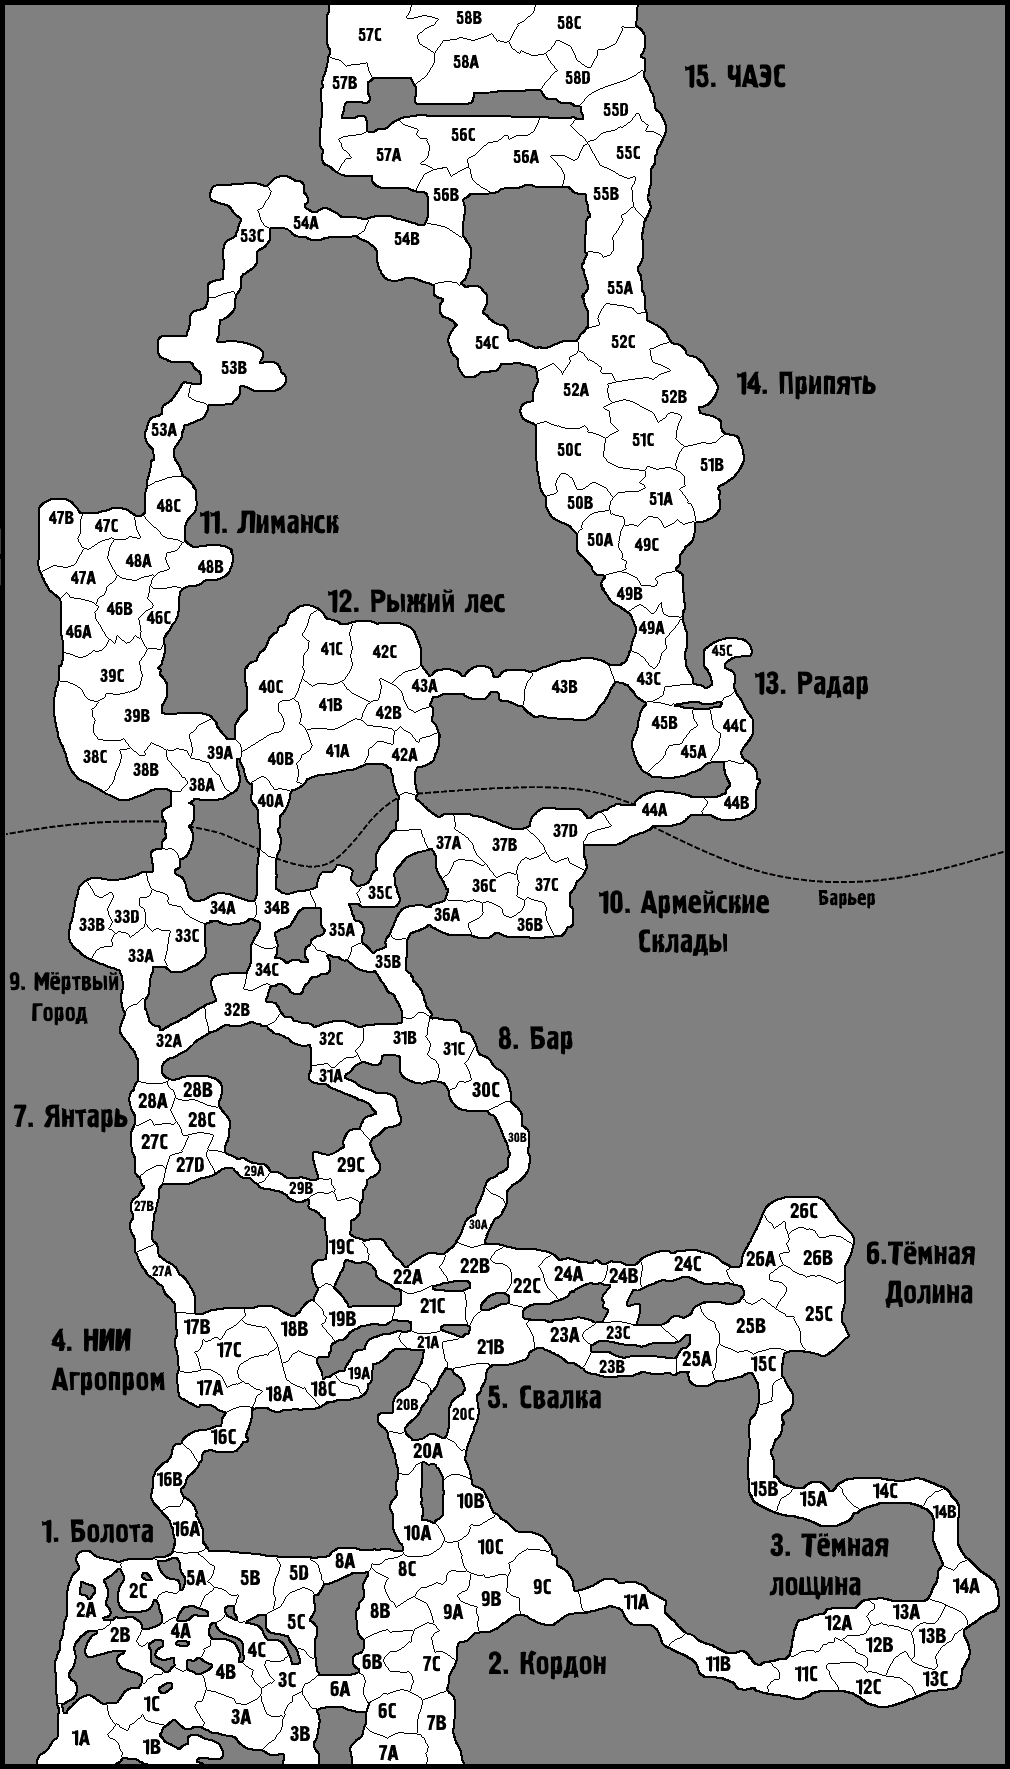 58B
58C
57C
58A
58D
57B
15. ЧАЭС
55D
56C
57A
56A
55C
56B
55B
54A
53C
54B
55A
54C
52C
53B
52A
52B
14. Припять
53A
51C
50C
51B
48C
50B
51A
47B
47C
11. Лиманск
50A
49C
48A
48B
47A
49B
12. Рыжий лес
46B
46C
46A
49A
41C
42C
45C
39C
43C
40C
43A
43B
13. Радар
41B
42B
39B
45B
44C
39A
41A
42A
45A
38C
40B
38B
38A
40A
44B
44A
37D
37A
37B
36C
37C
35C
Барьер
34A
34B
10. Армейские
Склады
33B
33D
36A
36B
33C
35A
33A
35B
34C
9. Мёртвый
Город
32B
32A
32C
31B
8. Бар
31C
31A
28B
30C
28A
7. Янтарь
28C
27C
30B
27D
29A
29C
29B
27B
26C
30A
19C
26A
26B
6.Тёмная
Долина
22B
24C
27A
22A
24A
24B
22C
21C
25C
17B
18B
19B
25B
4. НИИ
Агропром
17C
21A
21B
23A
23C
25A
15C
23B
19A
17A
18A
18C
5. Свалка
20B
20C
16C
20A
16B
15B
15A
14C
10B
14B
1. Болота
16A
10A
10C
3. Тёмная
лощина
8A
8C
5A
5B
5D
2C
14A
9C
9B
11A
2A
8B
9A
13A
12A
5C
4A
2B
13B
12B
4C
6B
7C
2. Кордон
11B
4B
3C
11C
13C
6A
12C
1C
6C
3A
7B
3B
1A
1B
7A